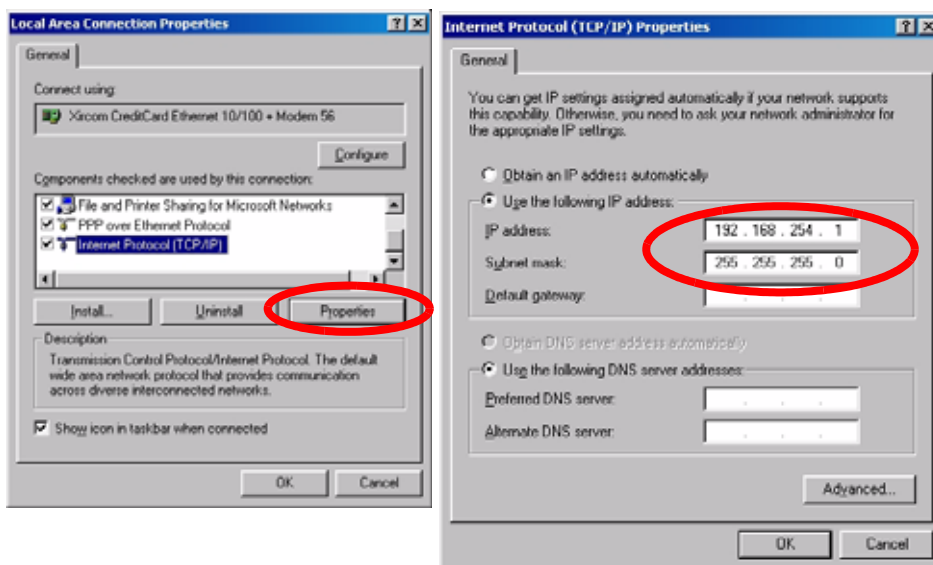 Local Area Connection Properties
General
Connect using:
Xircom CreditCard Ethernet 10/100 + Modem 56
Configure
Components checked are used by this connection:
File and Printer Sharing for Microsoft Networks
PPP over Ethernet Protocol
Internet Protocol (TCP/IP)
Install...
Uninstall
Properties
Description
Transmission Control Protocol/Internet Protocol. The default
wide area network protocol that provides communication
across diverse interconnected networks.
Show icon in taskbar when connected
OK
Cancel
Internet Protocol (TCP/IP) Properties
General
You can get IP settings assigned automatically if your network supports
this capability. Otherwise, you need to ask your network administrator for
the appropriate IP settings.
Obtain an IP address automatically
Use the following IP address:
IP address:
192 . 168 . 254 . 1
Subnet mask:
255 . 255 . 255 . 0
Default gateway:
. . .
Obtain DNS server address automatically
Use the following DNS server addresses:
Preferred DNS server:
. . .
Alternate DNS server:
. . .
Advanced...
OK
Cancel